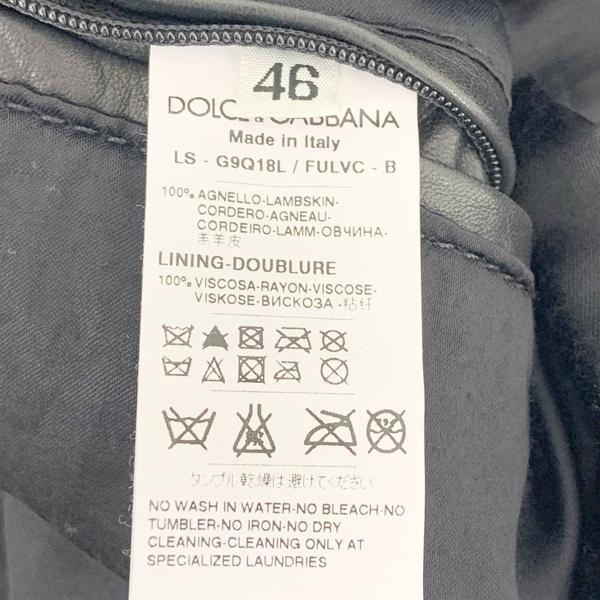 46
DOLCE & GABBANA
Made in Italy
LS - G9Q18L / FULVC - B
100% AGNELLO-LAMBSKIN-
CORDERO-AGNEAU-
CORDEIRO-LAMM-ОВЧИНА-
羔羊皮
LINING-DOUBLURE
100% VISCOSA-RAYON-VISCOSE-
VISKOSE-ВИСКОЗА-粘纤
タンブル乾燥は避けてください
NO WASH IN WATER-NO BLEACH-NO
TUMBLER-NO IRON-NO DRY
CLEANING-CLEANING ONLY AT
SPECIALIZED LAUNDRIES